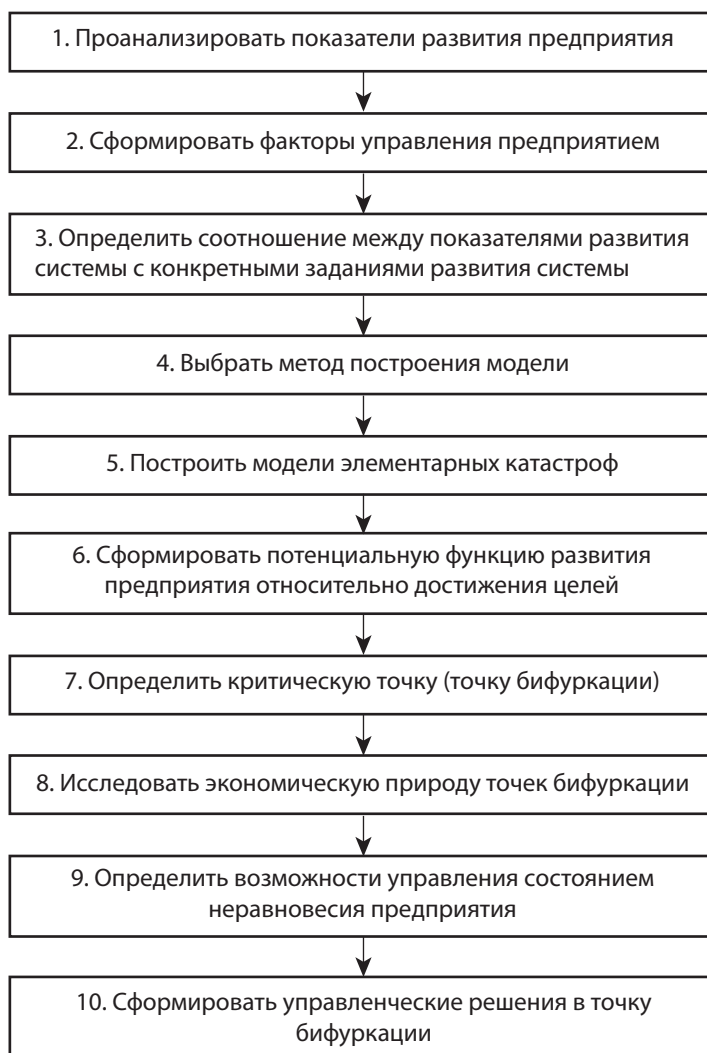 1. Проанализировать показатели развития предприятия
2. Сформировать факторы управления предприятием
3. Определить соотношение между показателями развития
системы с конкретными заданиями развития системы
4. Выбрать метод построения модели
5. Построить модели элементарных катастроф
6. Сформировать потенциальную функцию развития
предприятия относительно достижения целей
7. Определить критическую точку (точку бифуркации)
8. Исследовать экономическую природу точек бифуркации
9. Определить возможности управления состоянием
неравновесия предприятия
10. Сформировать управленческие решения в точку
бифуркации